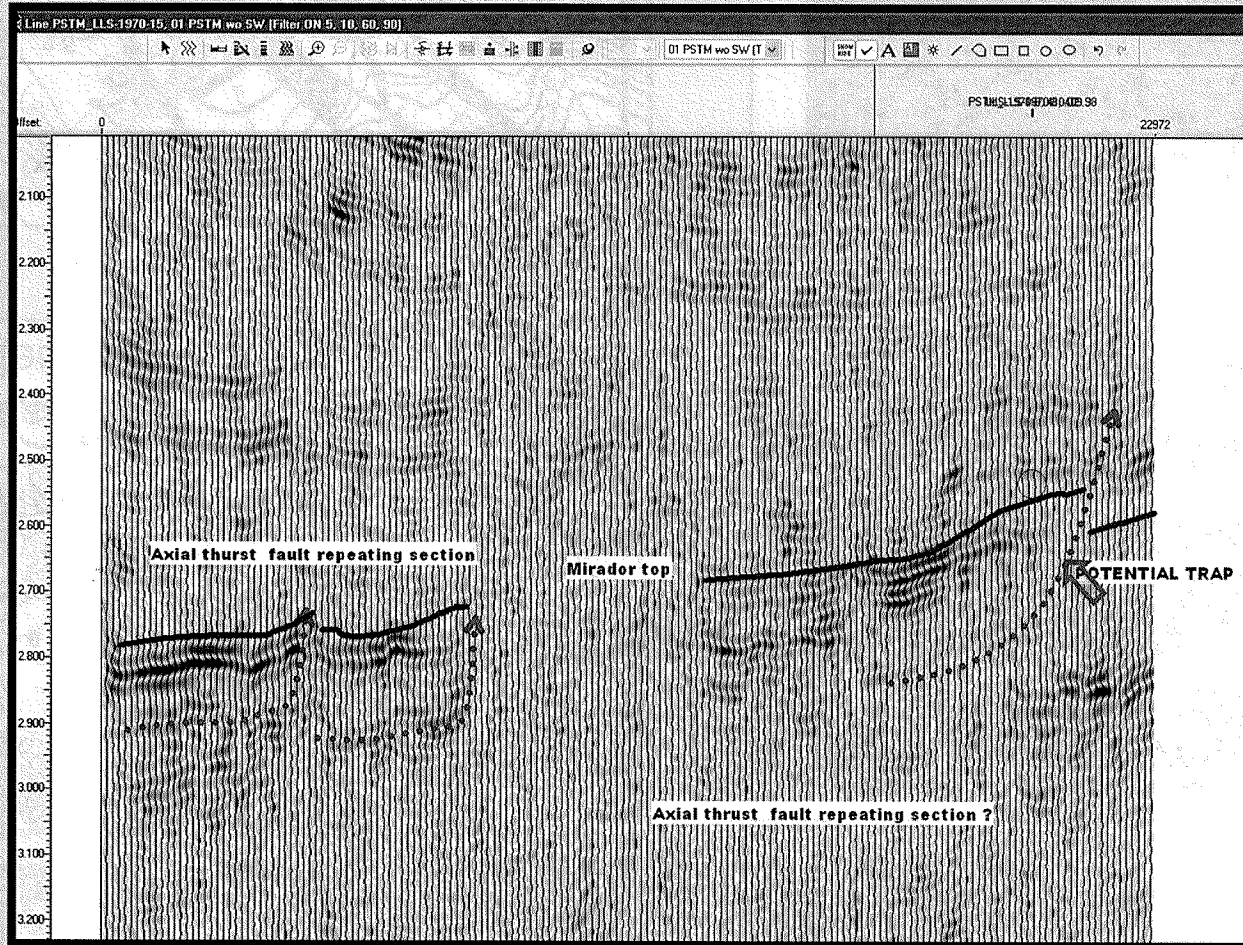 Line PSTM_LLS-1970-15, 01 PSTM wo SW [Filter ON 5, 10, 60, 90]
01 PSTM wo SW [T
SHOW
HIDE
A
Offset:
0
22972
2.100
2.200
2.300
2.400
2.500
2.600
2.700
2.800
2.900
3.000
3.100
3.200
Axial thurst fault repeating section
Mirador top
POTENTIAL TRAP
Axial thrust fault repeating section ?